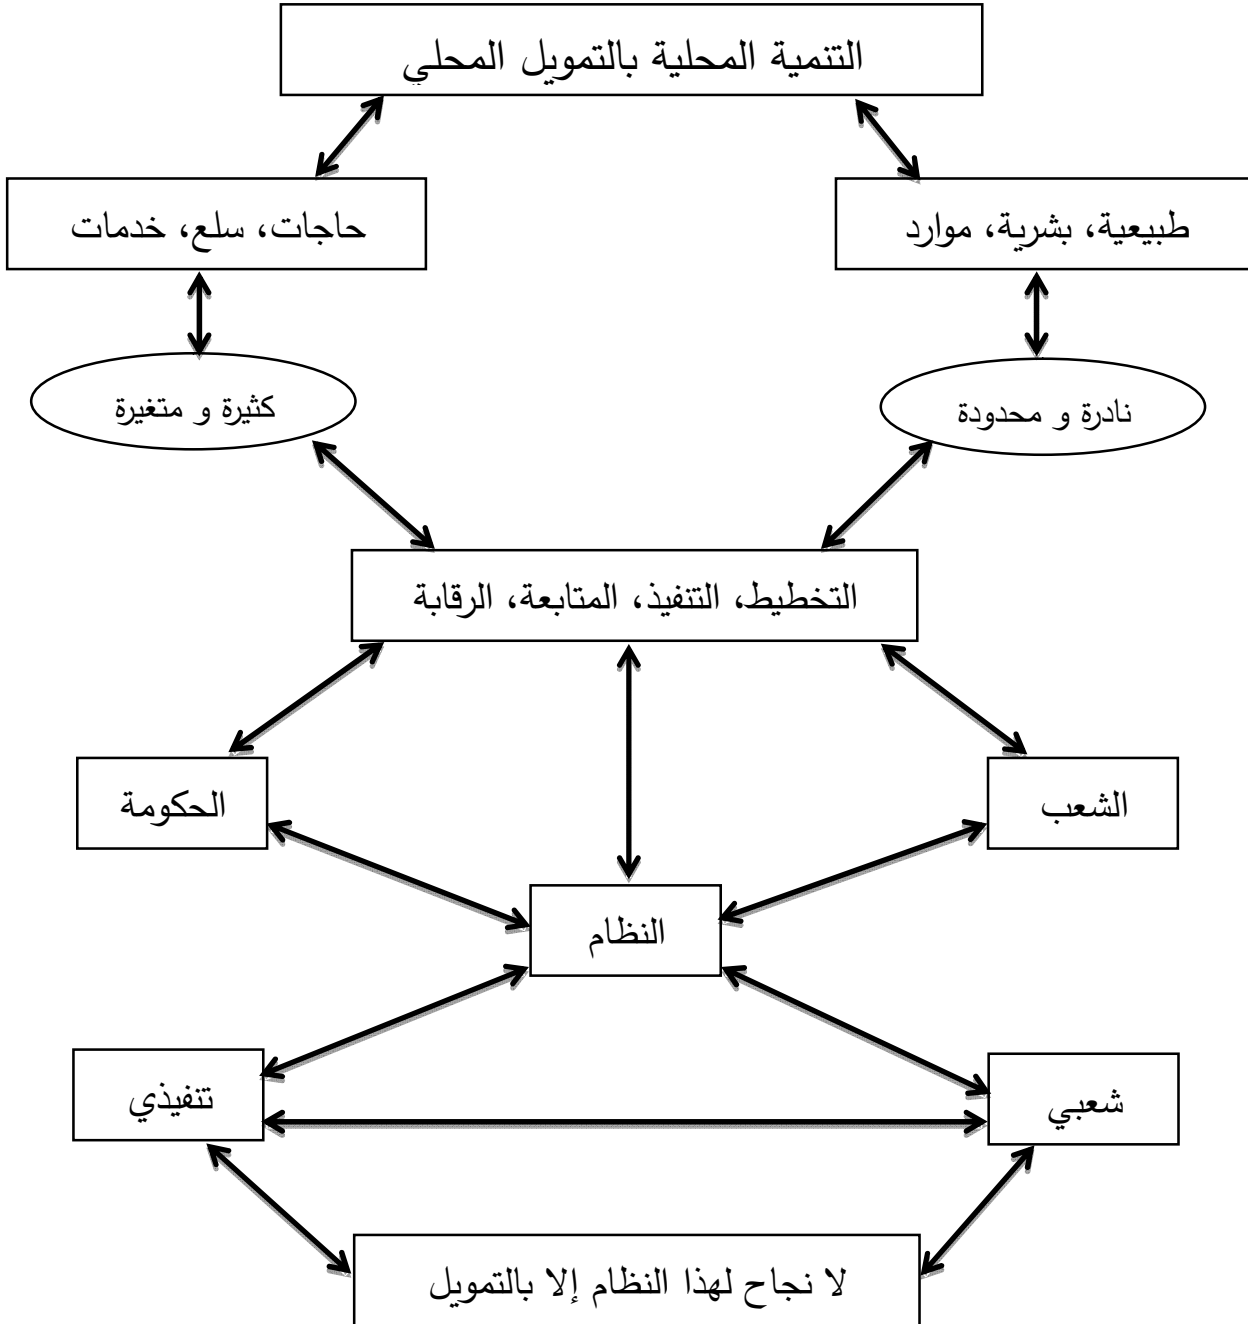 التنمية المحلية بالتمويل المحلي
طبيعية، بشرية، موارد
حاجات، سلع، خدمات
نادرة و محدودة
كثيرة و متغيرة
التخطيط، التنفيذ، المتابعة، الرقابة
الشعب
الحكومة
النظام
شعبي
تنفيذي
لا نجاح لهذا النظام إلا بالتمويل